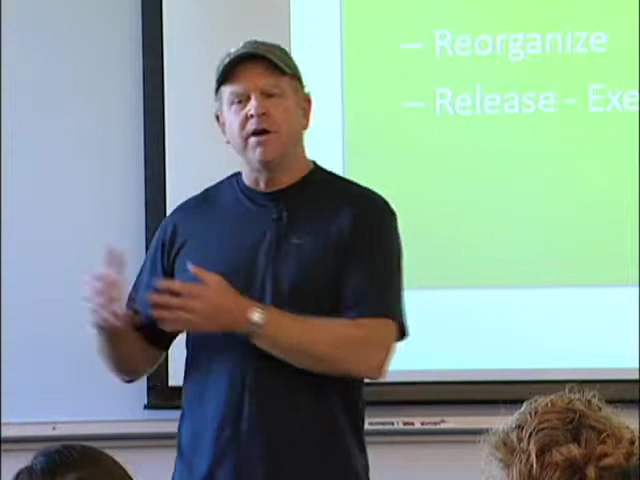 – Reorganize
– Release - Exe